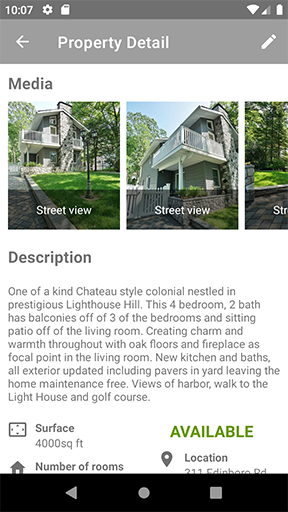 10:07
Property Detail
Media
Street view
Street view
St
Description
One of a kind Chateau style colonial nestled in
prestigious Lighthouse Hill. This 4 bedroom, 2 bath
has balconies off of 3 of the bedrooms and sitting
patio off of the living room. Creating charm and
warmth throughout with oak floors and fireplace as
focal point in the living room. New kitchen and baths,
all exterior updated including pavers in yard leaving the
home maintenance free. Views of harbor, walk to the
Light House and golf course.
Surface
4000sq ft
AVAILABLE
Number of rooms
Location
311 Edinboro Rd